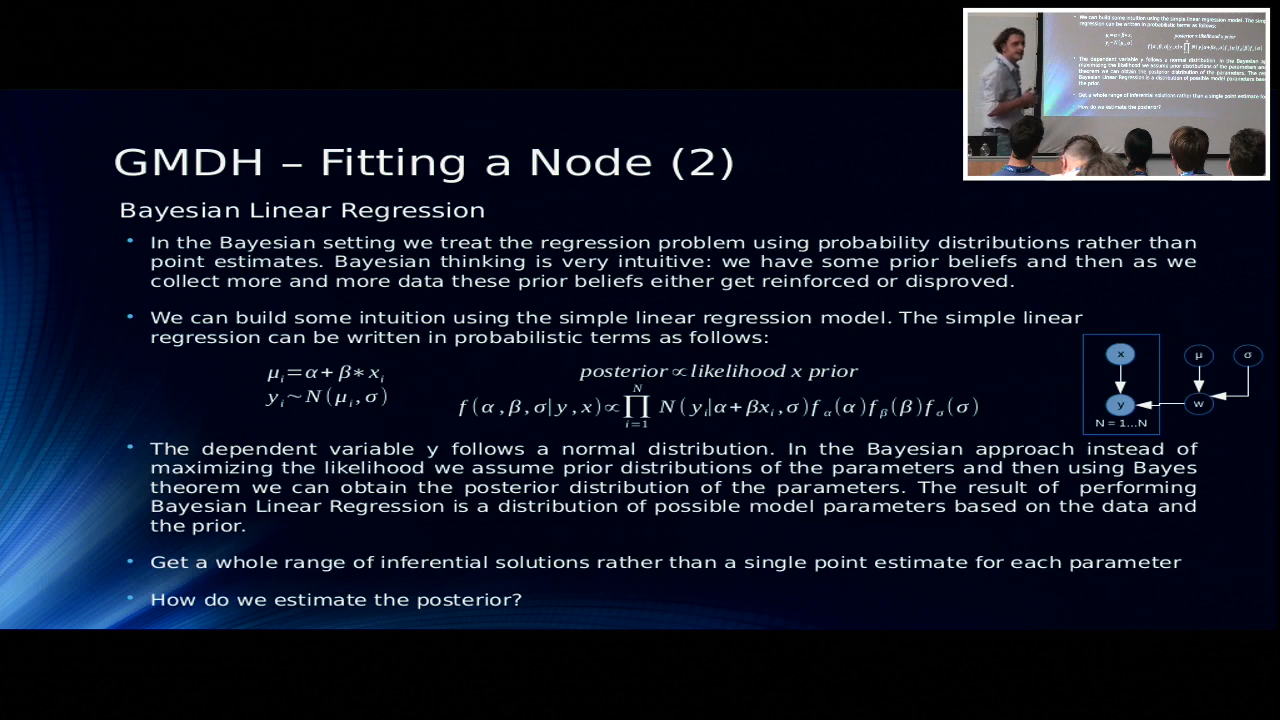 GMDH – Fitting a Node (2)
Bayesian Linear Regression
• In the Bayesian setting we treat the regression problem using probability distributions rather than
point estimates. Bayesian thinking is very intuitive: we have some prior beliefs and then as we
collect more and more data these prior beliefs either get reinforced or disproved.
• We can build some intuition using the simple linear regression model. The simple linear
regression can be written in probabilistic terms as follows:
μ_i=α+β∗x_i
y_i~N(μ_i,σ)
posterior ∝ likelihood x prior
f(α,β,σ|y,x)∝∏_{i=1}^{N} N(y_i|α+βx_i,σ)f_α(α)f_β(β)f_σ(σ)
x
μ
σ
y
w
N = 1...N
• The dependent variable y follows a normal distribution. In the Bayesian approach instead of
maximizing the likelihood we assume prior distributions of the parameters and then using Bayes
theorem we can obtain the posterior distribution of the parameters. The result of performing
Bayesian Linear Regression is a distribution of possible model parameters based on the data and
the prior.
• Get a whole range of inferential solutions rather than a single point estimate for each parameter
• How do we estimate the posterior?